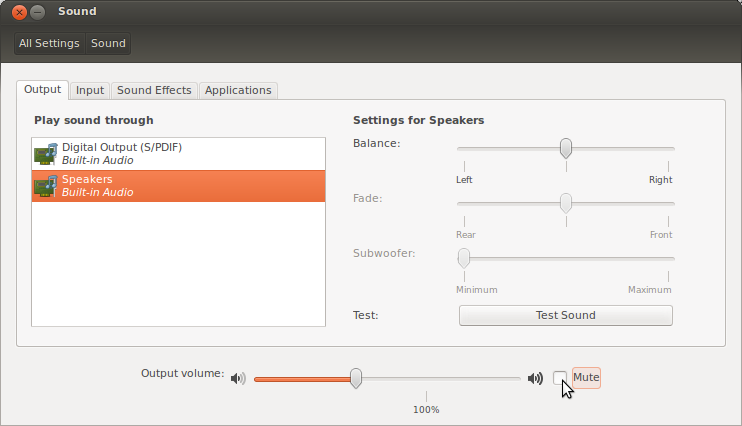 Sound
All Settings Sound
Output Input Sound Effects Applications
Play sound through
Digital Output (S/PDIF)
Built-in Audio
Speakers
Built-in Audio
Settings for Speakers
Balance:
Left Right
Fade:
Rear Front
Subwoofer:
Minimum Maximum
Test: Test Sound
Output volume: Mute
100%